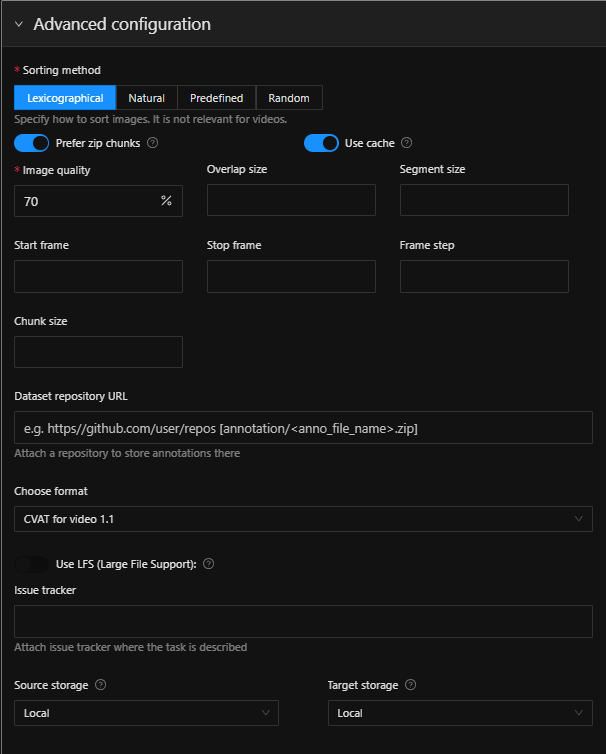 Advanced configuration
* Sorting method
Lexicographical Natural Predefined Random
Specify how to sort images. It is not relevant for videos.
Prefer zip chunks ? Use cache ?
* Image quality Overlap size Segment size
70 %
Start frame Stop frame Frame step
Chunk size
Dataset repository URL
e.g. https//github.com/user/repos [annotation/<anno_file_name>.zip]
Attach a repository to store annotations there
Choose format
CVAT for video 1.1
Use LFS (Large File Support): ?
Issue tracker
Attach issue tracker where the task is described
Source storage ? Target storage ?
Local Local